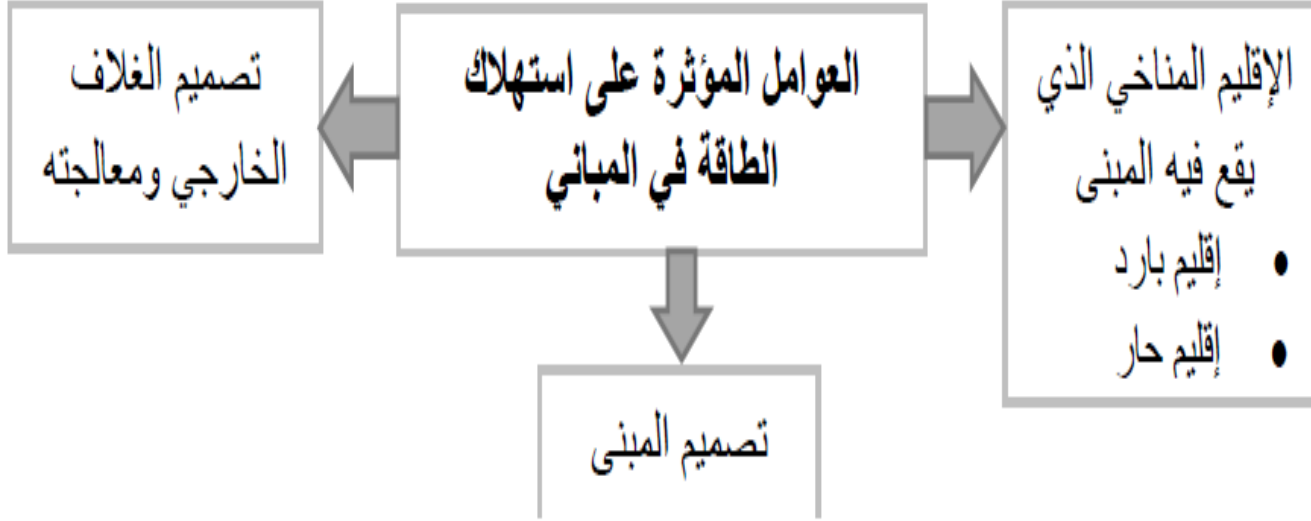 العوامل المؤثرة على استهلاك
الطاقة في المباني
الإقليم المناخي الذي
يقع فيه المبنى
• إقليم بارد
• إقليم حار
تصميم المبنى
تصميم الغلاف
الخارجي ومعالجته